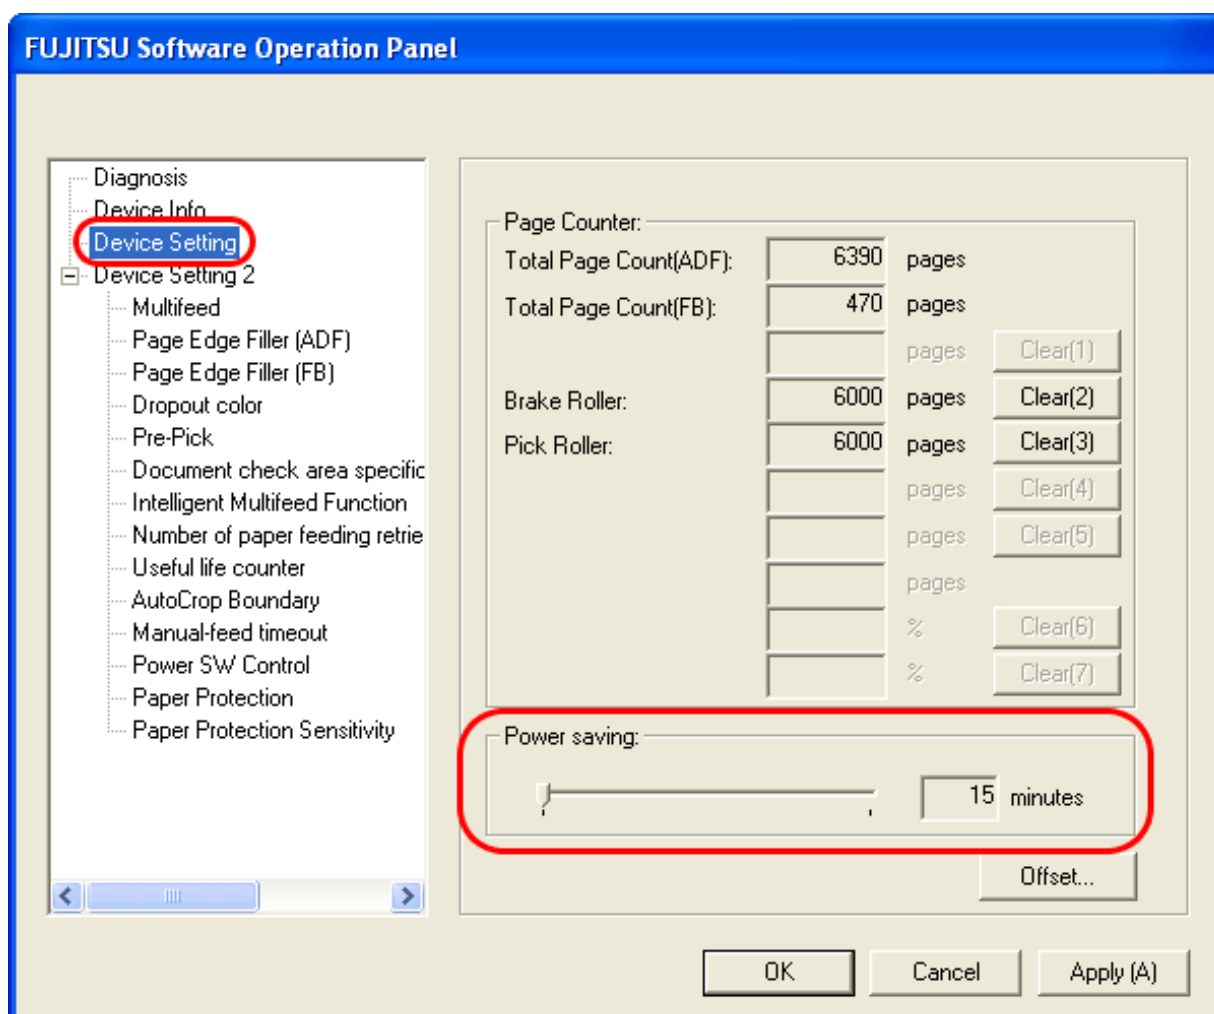 FUJITSU Software Operation Panel
Diagnosis
Device Info
Device Setting
Device Setting 2
Multifeed
Page Edge Filler (ADF)
Page Edge Filler (FB)
Dropout color
Pre-Pick
Document check area specific
Intelligent Multifeed Function
Number of paper feeding retrie
Useful life counter
AutoCrop Boundary
Manual-feed timeout
Power SW Control
Paper Protection
Paper Protection Sensitivity
Page Counter:
Total Page Count(ADF): 6390 pages
Total Page Count(FB): 470 pages
pages Clear(1)
Brake Roller: 6000 pages Clear(2)
Pick Roller: 6000 pages Clear(3)
pages Clear(4)
pages Clear(5)
pages
% Clear(6)
% Clear(7)
Power saving:
15 minutes
Offset...
OK Cancel Apply (A)